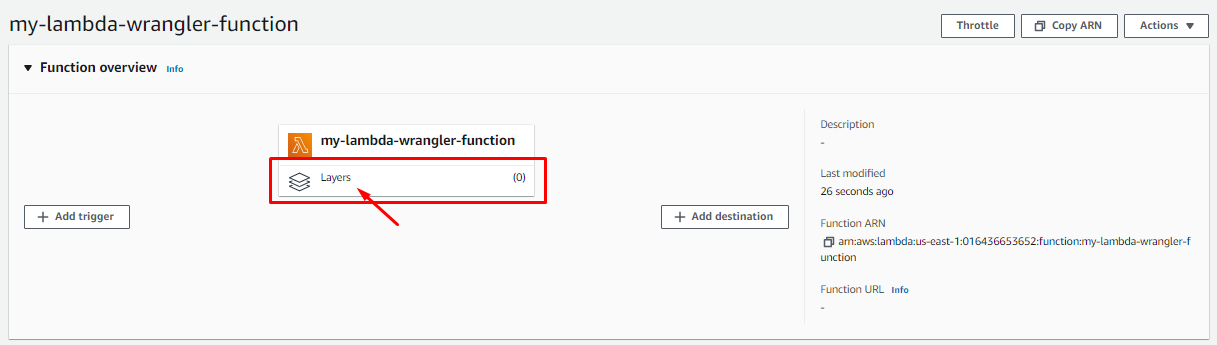 my-lambda-wrangler-function
Throttle
Copy ARN
Actions
Function overview Info
my-lambda-wrangler-function
Layers (0)
Add trigger
Add destination
Description
-
Last modified
26 seconds ago
Function ARN
arn:aws:lambda:us-east-1:016436653652:function:my-lambda-wrangler-f
unction
Function URL Info
-